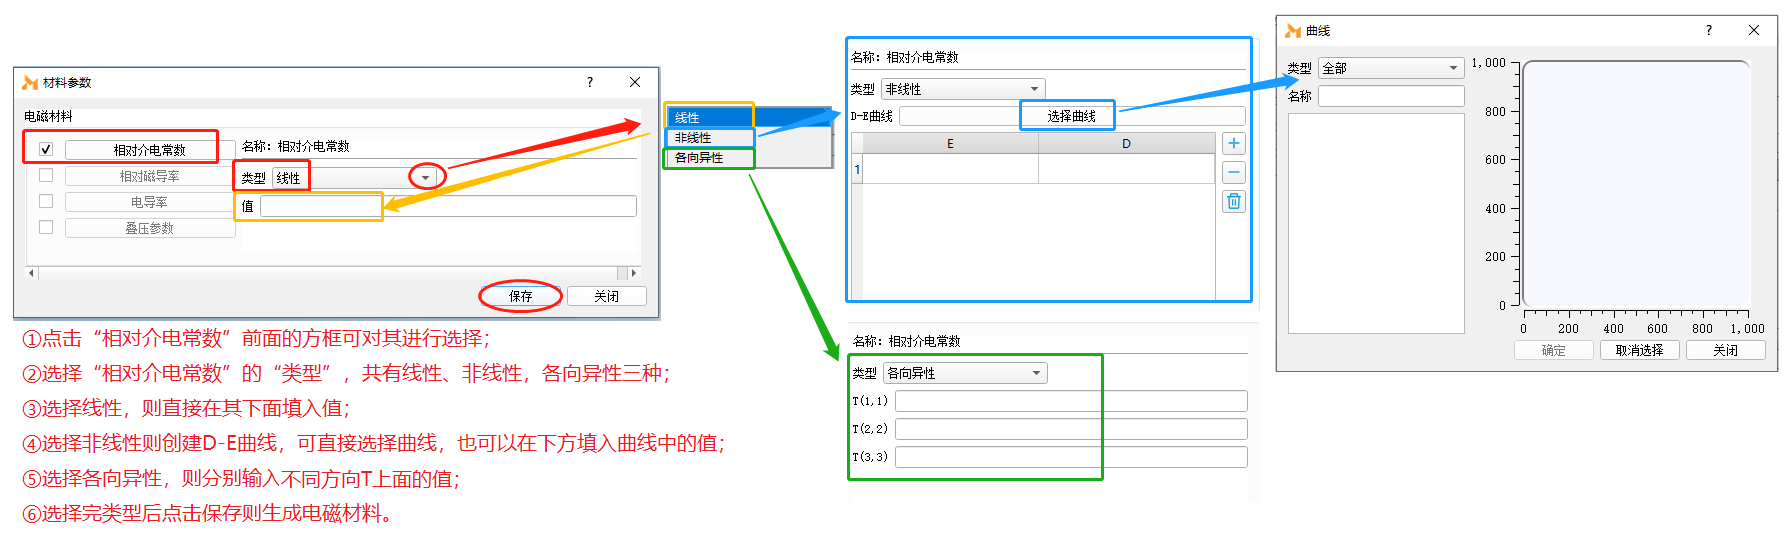 材料参数
?
电磁材料
相对介电常数
相对磁导率
电导率
叠压参数
名称: 相对介电常数
类型 线性
值
保存
关闭
线性
非线性
各向异性
名称: 相对介电常数
类型 非线性
D-E曲线 选择曲线
E D
1
名称: 相对介电常数
类型 各向异性
T(1,1)
T(2,2)
T(3,3)
曲线
?
类型 全部
名称
1,000
800
600
400
200
0
0 200 400 600 800 1,000
确定 取消选择 关闭
①点击“相对介电常数”前面的方框可对其进行选择;
②选择“相对介电常数”的“类型”，共有线性、非线性，各向异性三种;
③选择线性，则直接在其下面填入值;
④选择非线性则创建D-E曲线，可直接选择曲线，也可以在下方填入曲线中的值;
⑤选择各向异性，则分别输入不同方向T上面的值;
⑥选择完类型后点击保存则生成电磁材料。